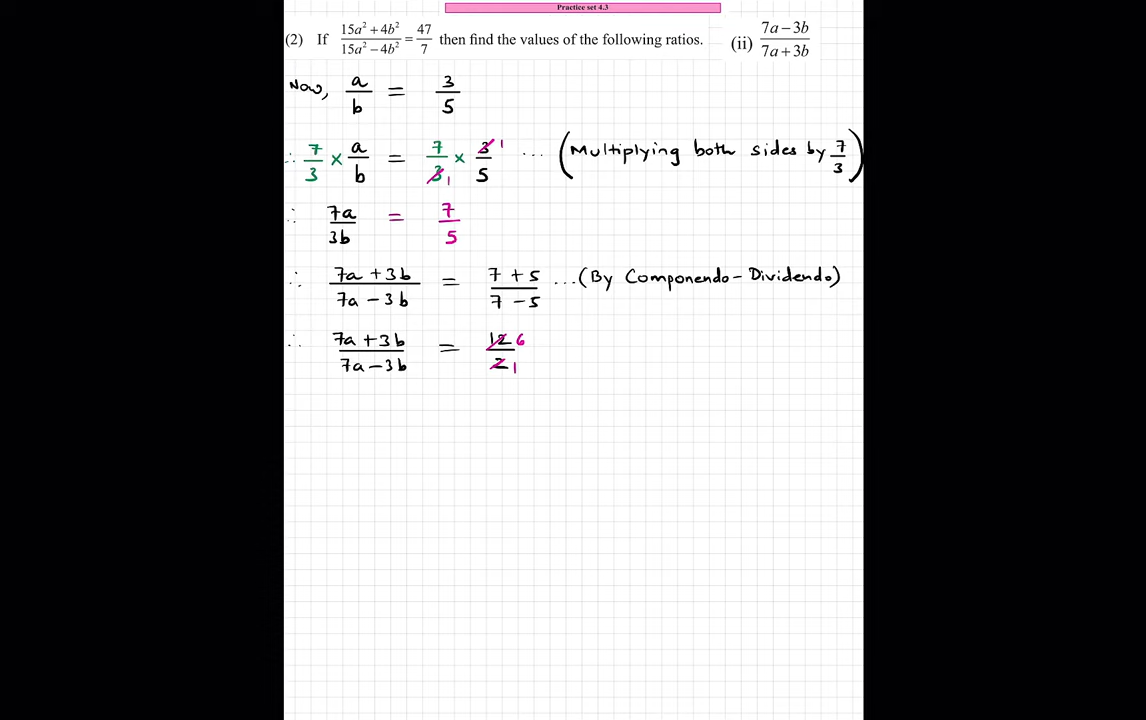 Practice set 4.3
(2) If (15a² + 4b²)/(15a² − 4b²) = 47/7 then find the values of the following ratios. (ii) (7a − 3b)/(7a + 3b)
Now, a/b = 3/5
∴ 7/3 × a/b = 7/3 1 × 3/5 1 ... (Multiplying both sides by 7/3)
∴ 7a/3b = 7/5
∴ (7a + 3b)/(7a − 3b) = (7 + 5)/(7 − 5) ... (By Componendo - Dividendo)
∴ (7a + 3b)/(7a − 3b) = 12 6/2 1